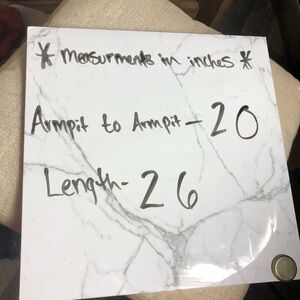 * measurments in inches *
Armpit to Armpit - 20
Length - 26